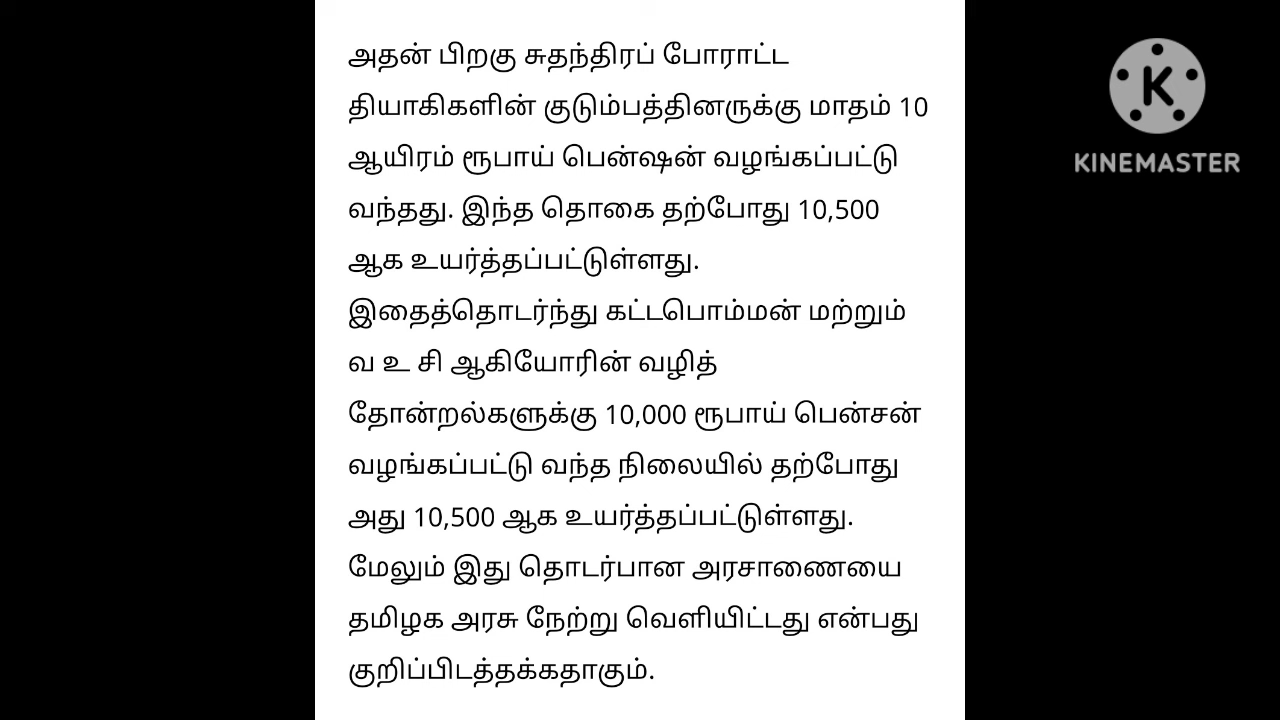 அதன் பிறகு சுதந்திரப் போராட்ட
தியாகிகளின் குடும்பத்தினருக்கு மாதம் 10
ஆயிரம் ரூபாய் பென்ஷன் வழங்கப்பட்டு
வந்தது. இந்த தொகை தற்போது 10,500
ஆக உயர்த்தப்பட்டுள்ளது.
இதைத்தொடர்ந்து கட்டபொம்மன் மற்றும்
வ உ சி ஆகியோரின் வழித்
தோன்றல்களுக்கு 10,000 ரூபாய் பென்சன்
வழங்கப்பட்டு வந்த நிலையில் தற்போது
அது 10,500 ஆக உயர்த்தப்பட்டுள்ளது.
மேலும் இது தொடர்பான அரசாணையை
தமிழக அரசு நேற்று வெளியிட்டது என்பது
குறிப்பிடத்தக்கதாகும்.
K
KINEMASTER